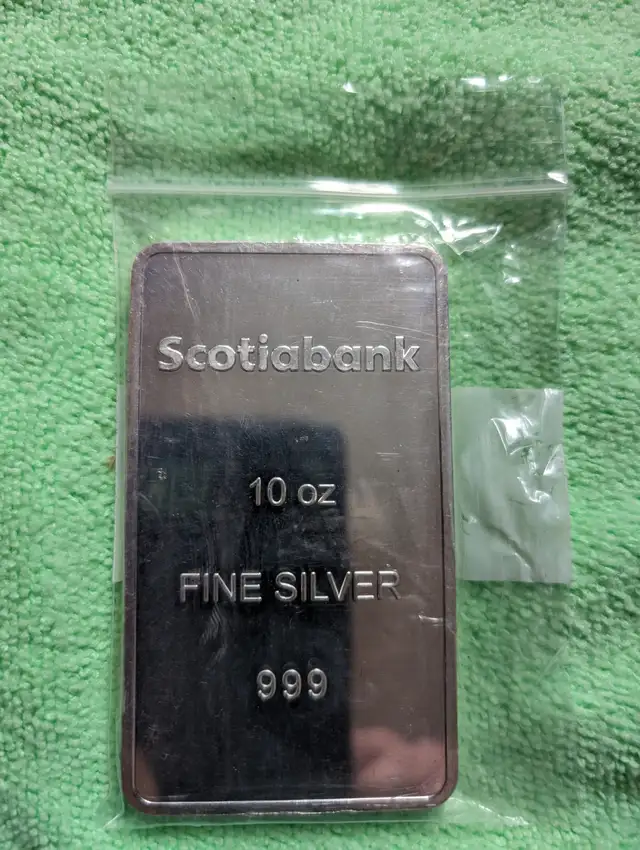 Scotiabank
10 oz
FINE SILVER
999